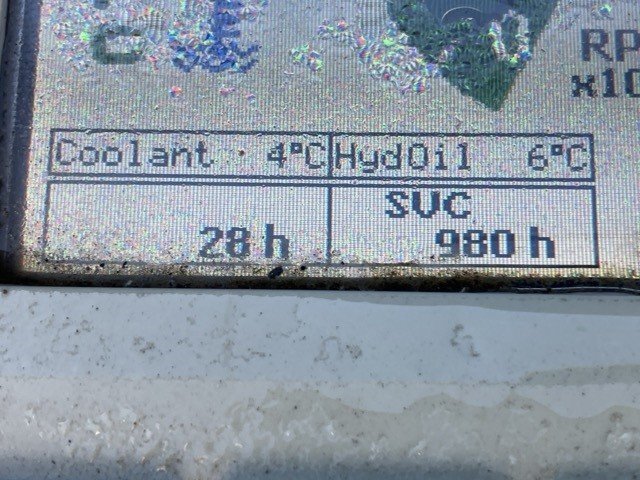 RP
x10
Coolant 4°C HydOil 6°C
SVC
28 h 980 h